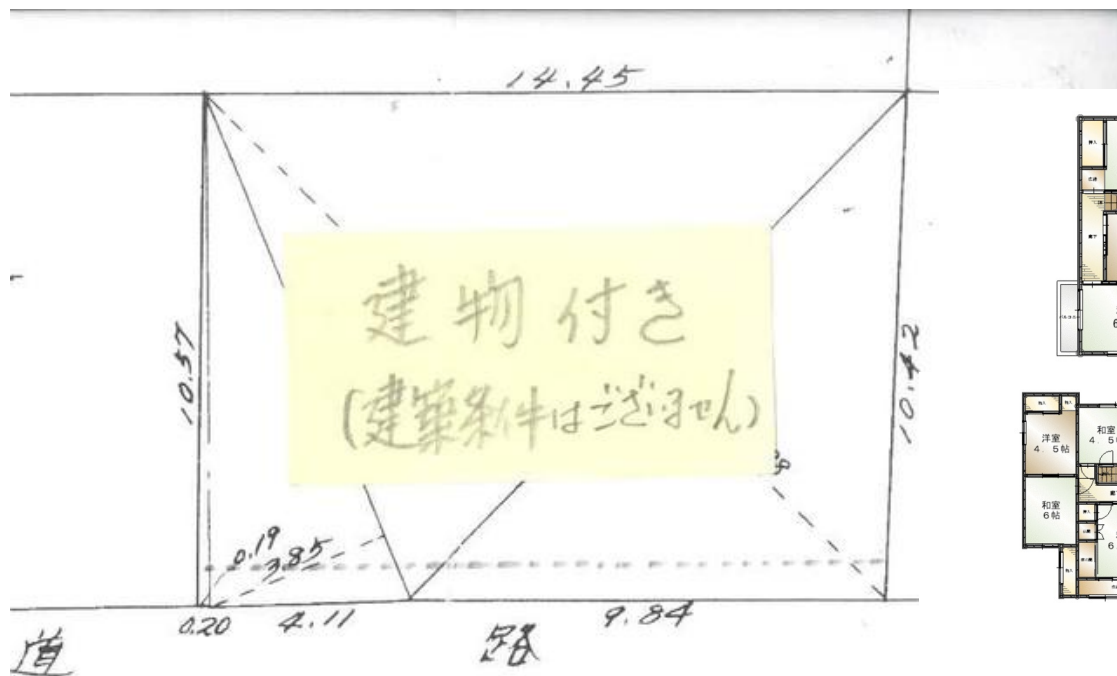 14.45
10.57
建物付き
(建築条件はございません)
10.42
0.19
3.85
0.20
4.11
9.84
道
路
洋室
4.5帖
和室
4.5
和室
6帖